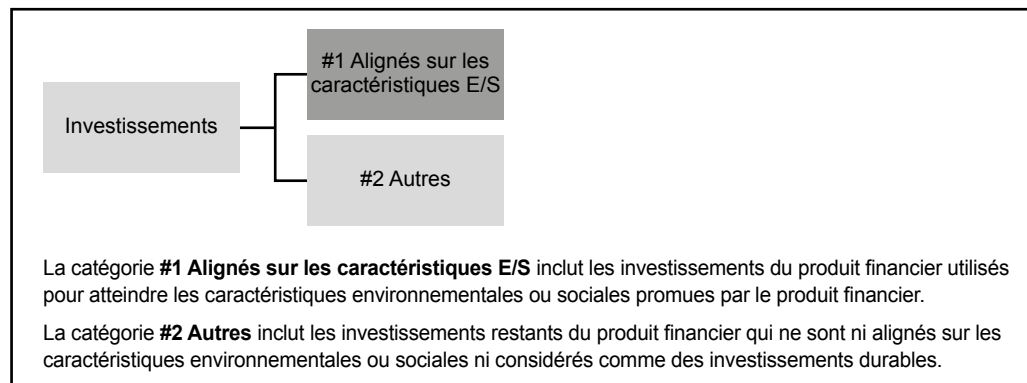 #1 Alignés sur les
caractéristiques E/S
Investissements
#2 Autres
La catégorie #1 Alignés sur les caractéristiques E/S inclut les investissements du produit financier utilisés
pour atteindre les caractéristiques environnementales ou sociales promues par le produit financier.
La catégorie #2 Autres inclut les investissements restants du produit financier qui ne sont ni alignés sur les
caractéristiques environnementales ou sociales ni considérés comme des investissements durables.